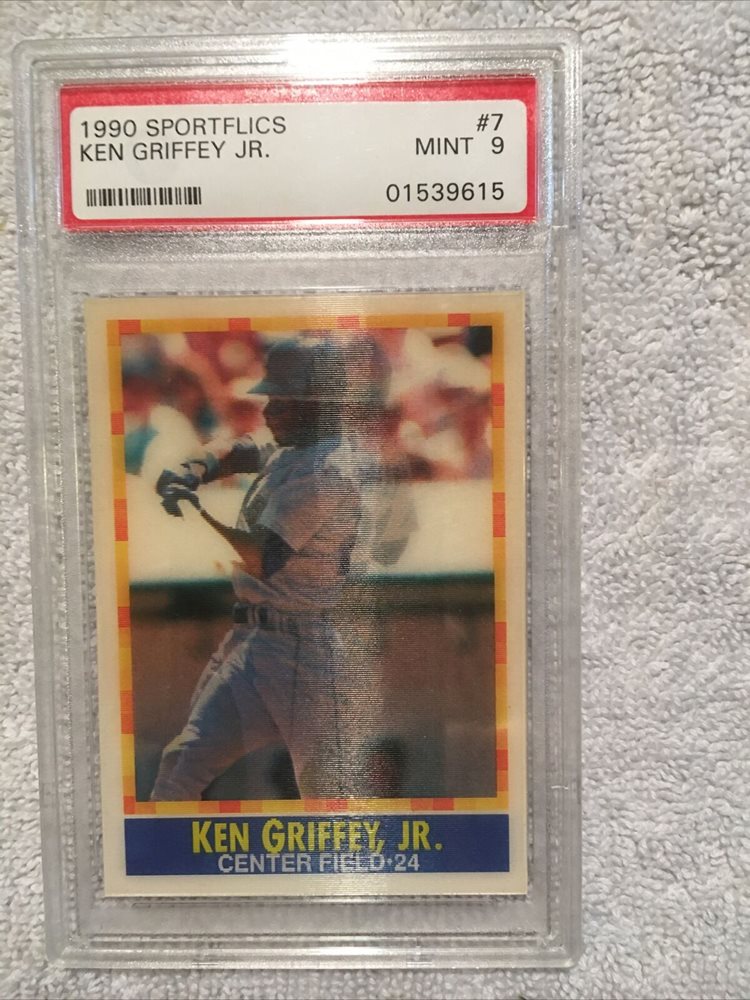 1990 SPORTFLICS #7
KEN GRIFFEY JR. MINT 9
01539615
KEN GRIFFEY, JR.
CENTER FIELD•24